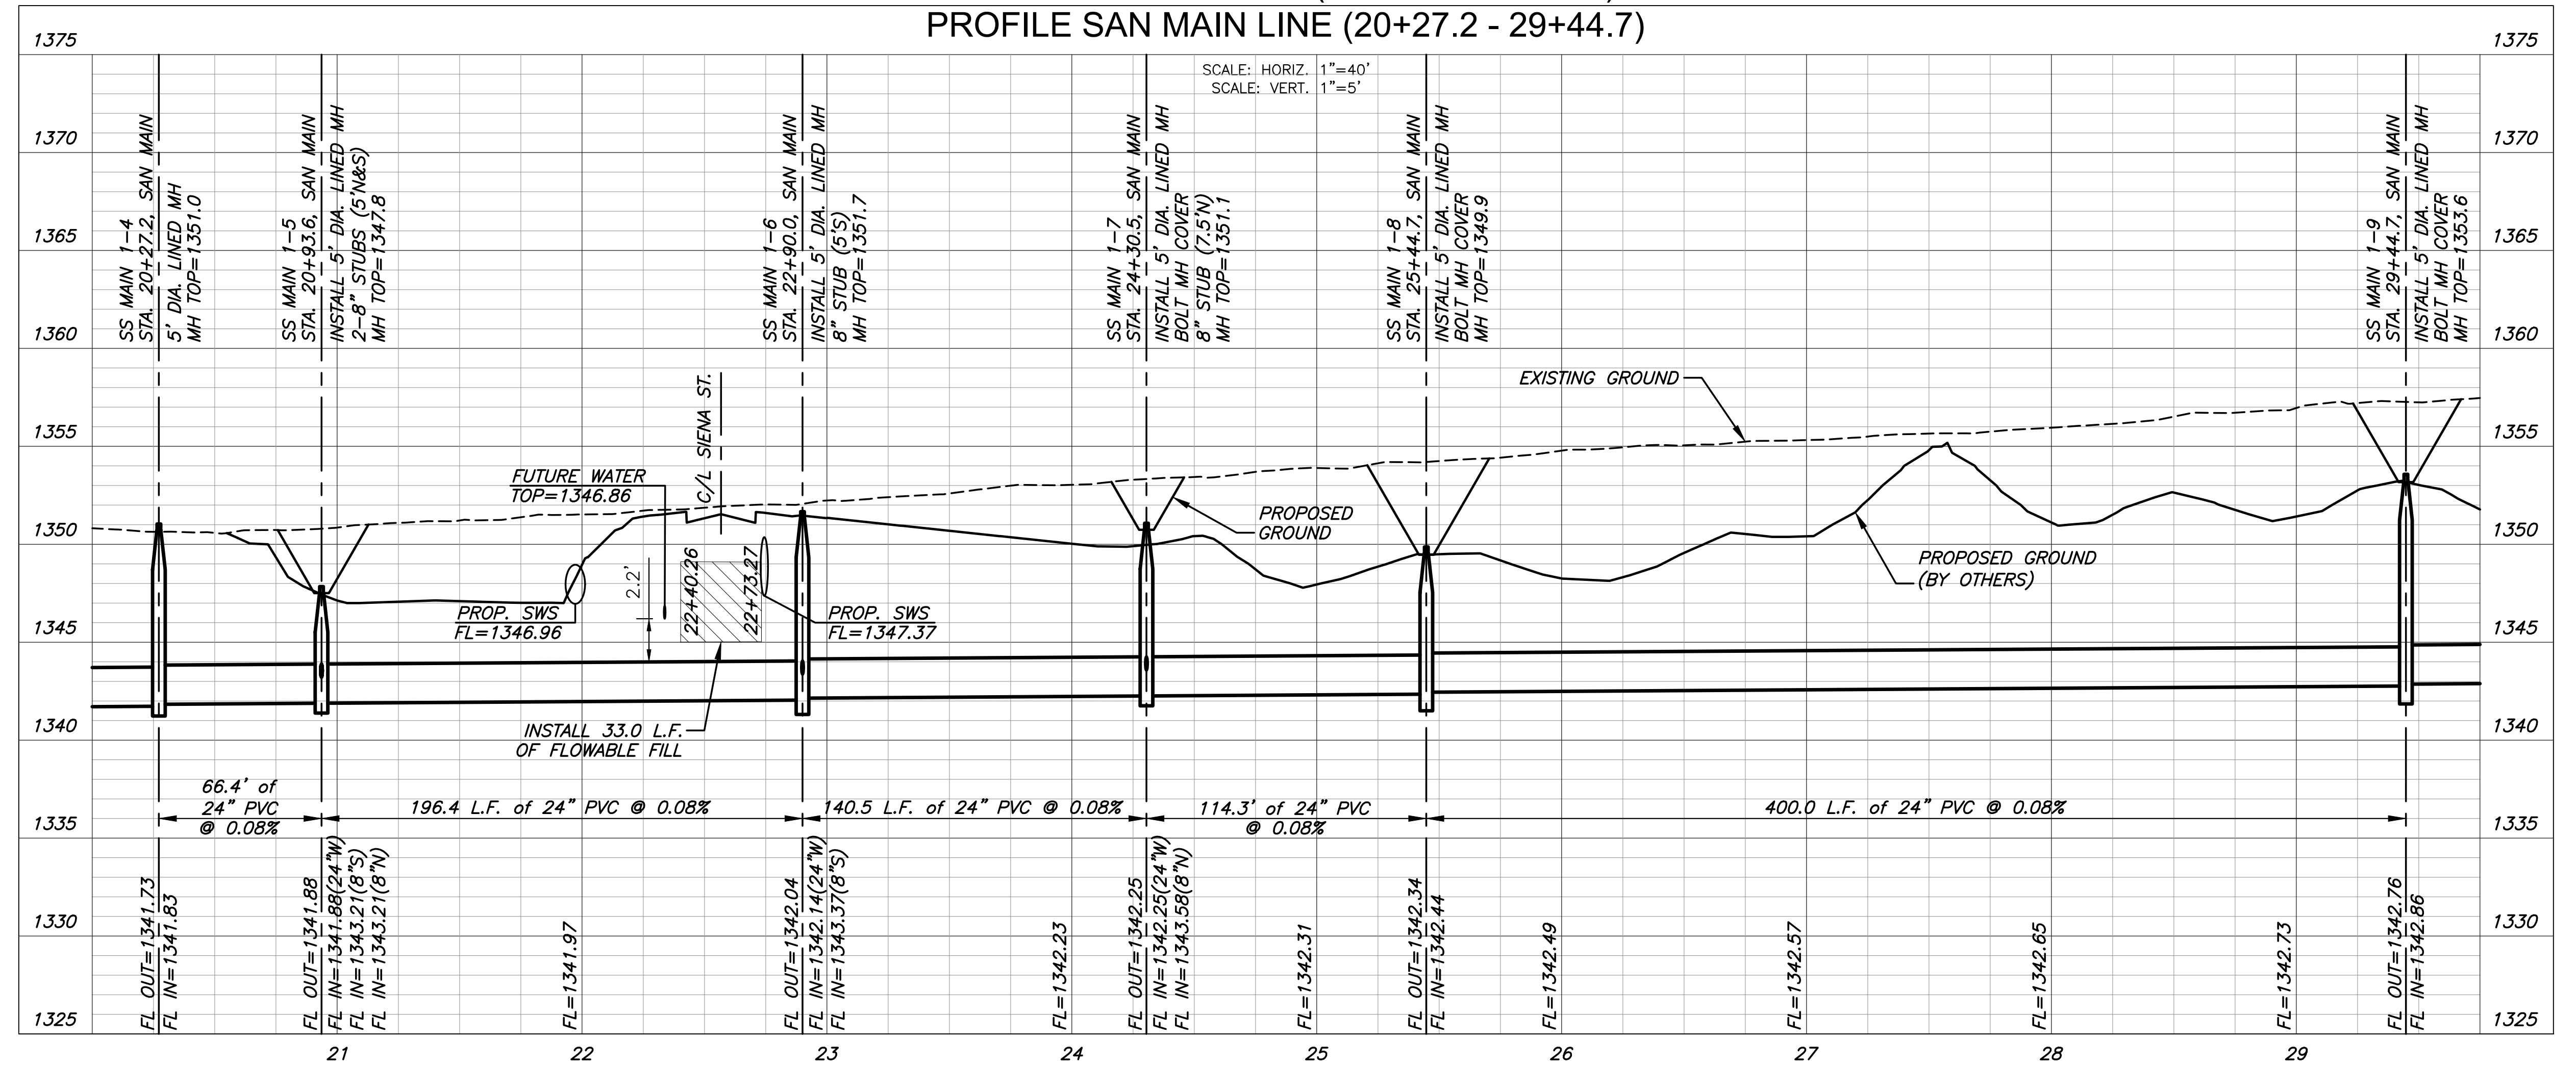 PROFILE SAN MAIN LINE (20+27.2 - 29+44.7)
SCALE: HORIZ. 1"=40'
SCALE: VERT. 1"=5'
1375
1370
1365
1360
1355
1350
1345
1340
1335
1330
1325
1375
1370
1365
1360
1355
1350
1345
1340
1335
1330
1325
SS MAIN 1-4
STA. 20+27.2, SAN MAIN
5' DIA. LINED MH
MH TOP=1351.0
SS MAIN 1-5
STA. 20+93.6, SAN MAIN
INSTALL 5' DIA. LINED MH
2-8" STUBS (5'N&S)
MH TOP=1347.8
SS MAIN 1-6
STA. 22+90.0, SAN MAIN
INSTALL 5' DIA. LINED MH
8" STUB (5'S)
MH TOP=1351.7
SS MAIN 1-7
STA. 24+30.5, SAN MAIN
INSTALL 5' DIA. LINED MH
BOLT MH COVER
8" STUB (7.5'N)
MH TOP=1351.1
SS MAIN 1-8
STA. 25+44.7, SAN MAIN
INSTALL 5' DIA. LINED MH
BOLT MH COVER
MH TOP=1349.9
SS MAIN 1-9
STA. 29+44.7, SAN MAIN
INSTALL 5' DIA. LINED MH
BOLT MH COVER
MH TOP=1353.6
C/L SIENA ST.
EXISTING GROUND
FUTURE WATER
TOP=1346.86
PROPOSED
GROUND
PROPOSED GROUND
(BY OTHERS)
2.2'
22+40.26
22+73.27
PROP. SWS
FL=1346.96
PROP. SWS
FL=1347.37
INSTALL 33.0 L.F.
OF FLOWABLE FILL
66.4' of
24" PVC
@ 0.08%
196.4 L.F. of 24" PVC @ 0.08%
140.5 L.F. of 24" PVC @ 0.08%
114.3' of 24" PVC
@ 0.08%
400.0 L.F. of 24" PVC @ 0.08%
FL OUT=1341.73
FL IN=1341.83
FL OUT=1341.88
FL IN=1341.88(24"W)
FL IN=1343.21(8"S)
FL IN=1343.21(8"N)
FL=1341.97
FL OUT=1342.04
FL IN=1342.14(24"W)
FL IN=1343.37(8"S)
FL=1342.23
FL OUT=1342.25
FL IN=1342.25(24"W)
FL IN=1343.58(8"N)
FL=1342.31
FL OUT=1342.34
FL IN=1342.44
FL=1342.49
FL=1342.57
FL=1342.65
FL=1342.73
FL OUT=1342.76
FL IN=1342.86
21
22
23
24
25
26
27
28
29